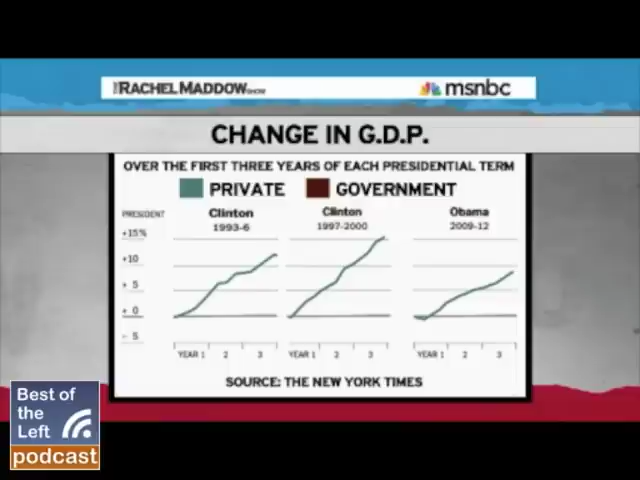 THE RACHEL MADDOW SHOW
msnbc
CHANGE IN G.D.P.
OVER THE FIRST THREE YEARS OF EACH PRESIDENTIAL TERM
PRIVATE GOVERNMENT
PRESIDENT Clinton Clinton Obama
1993-6 1997-2000 2009-12
+15%
+10
+ 5
+ 0
- 5
YEAR 1 2 3 YEAR 1 2 3 YEAR 1 2 3
SOURCE: THE NEW YORK TIMES
Best of
the
Left
podcast